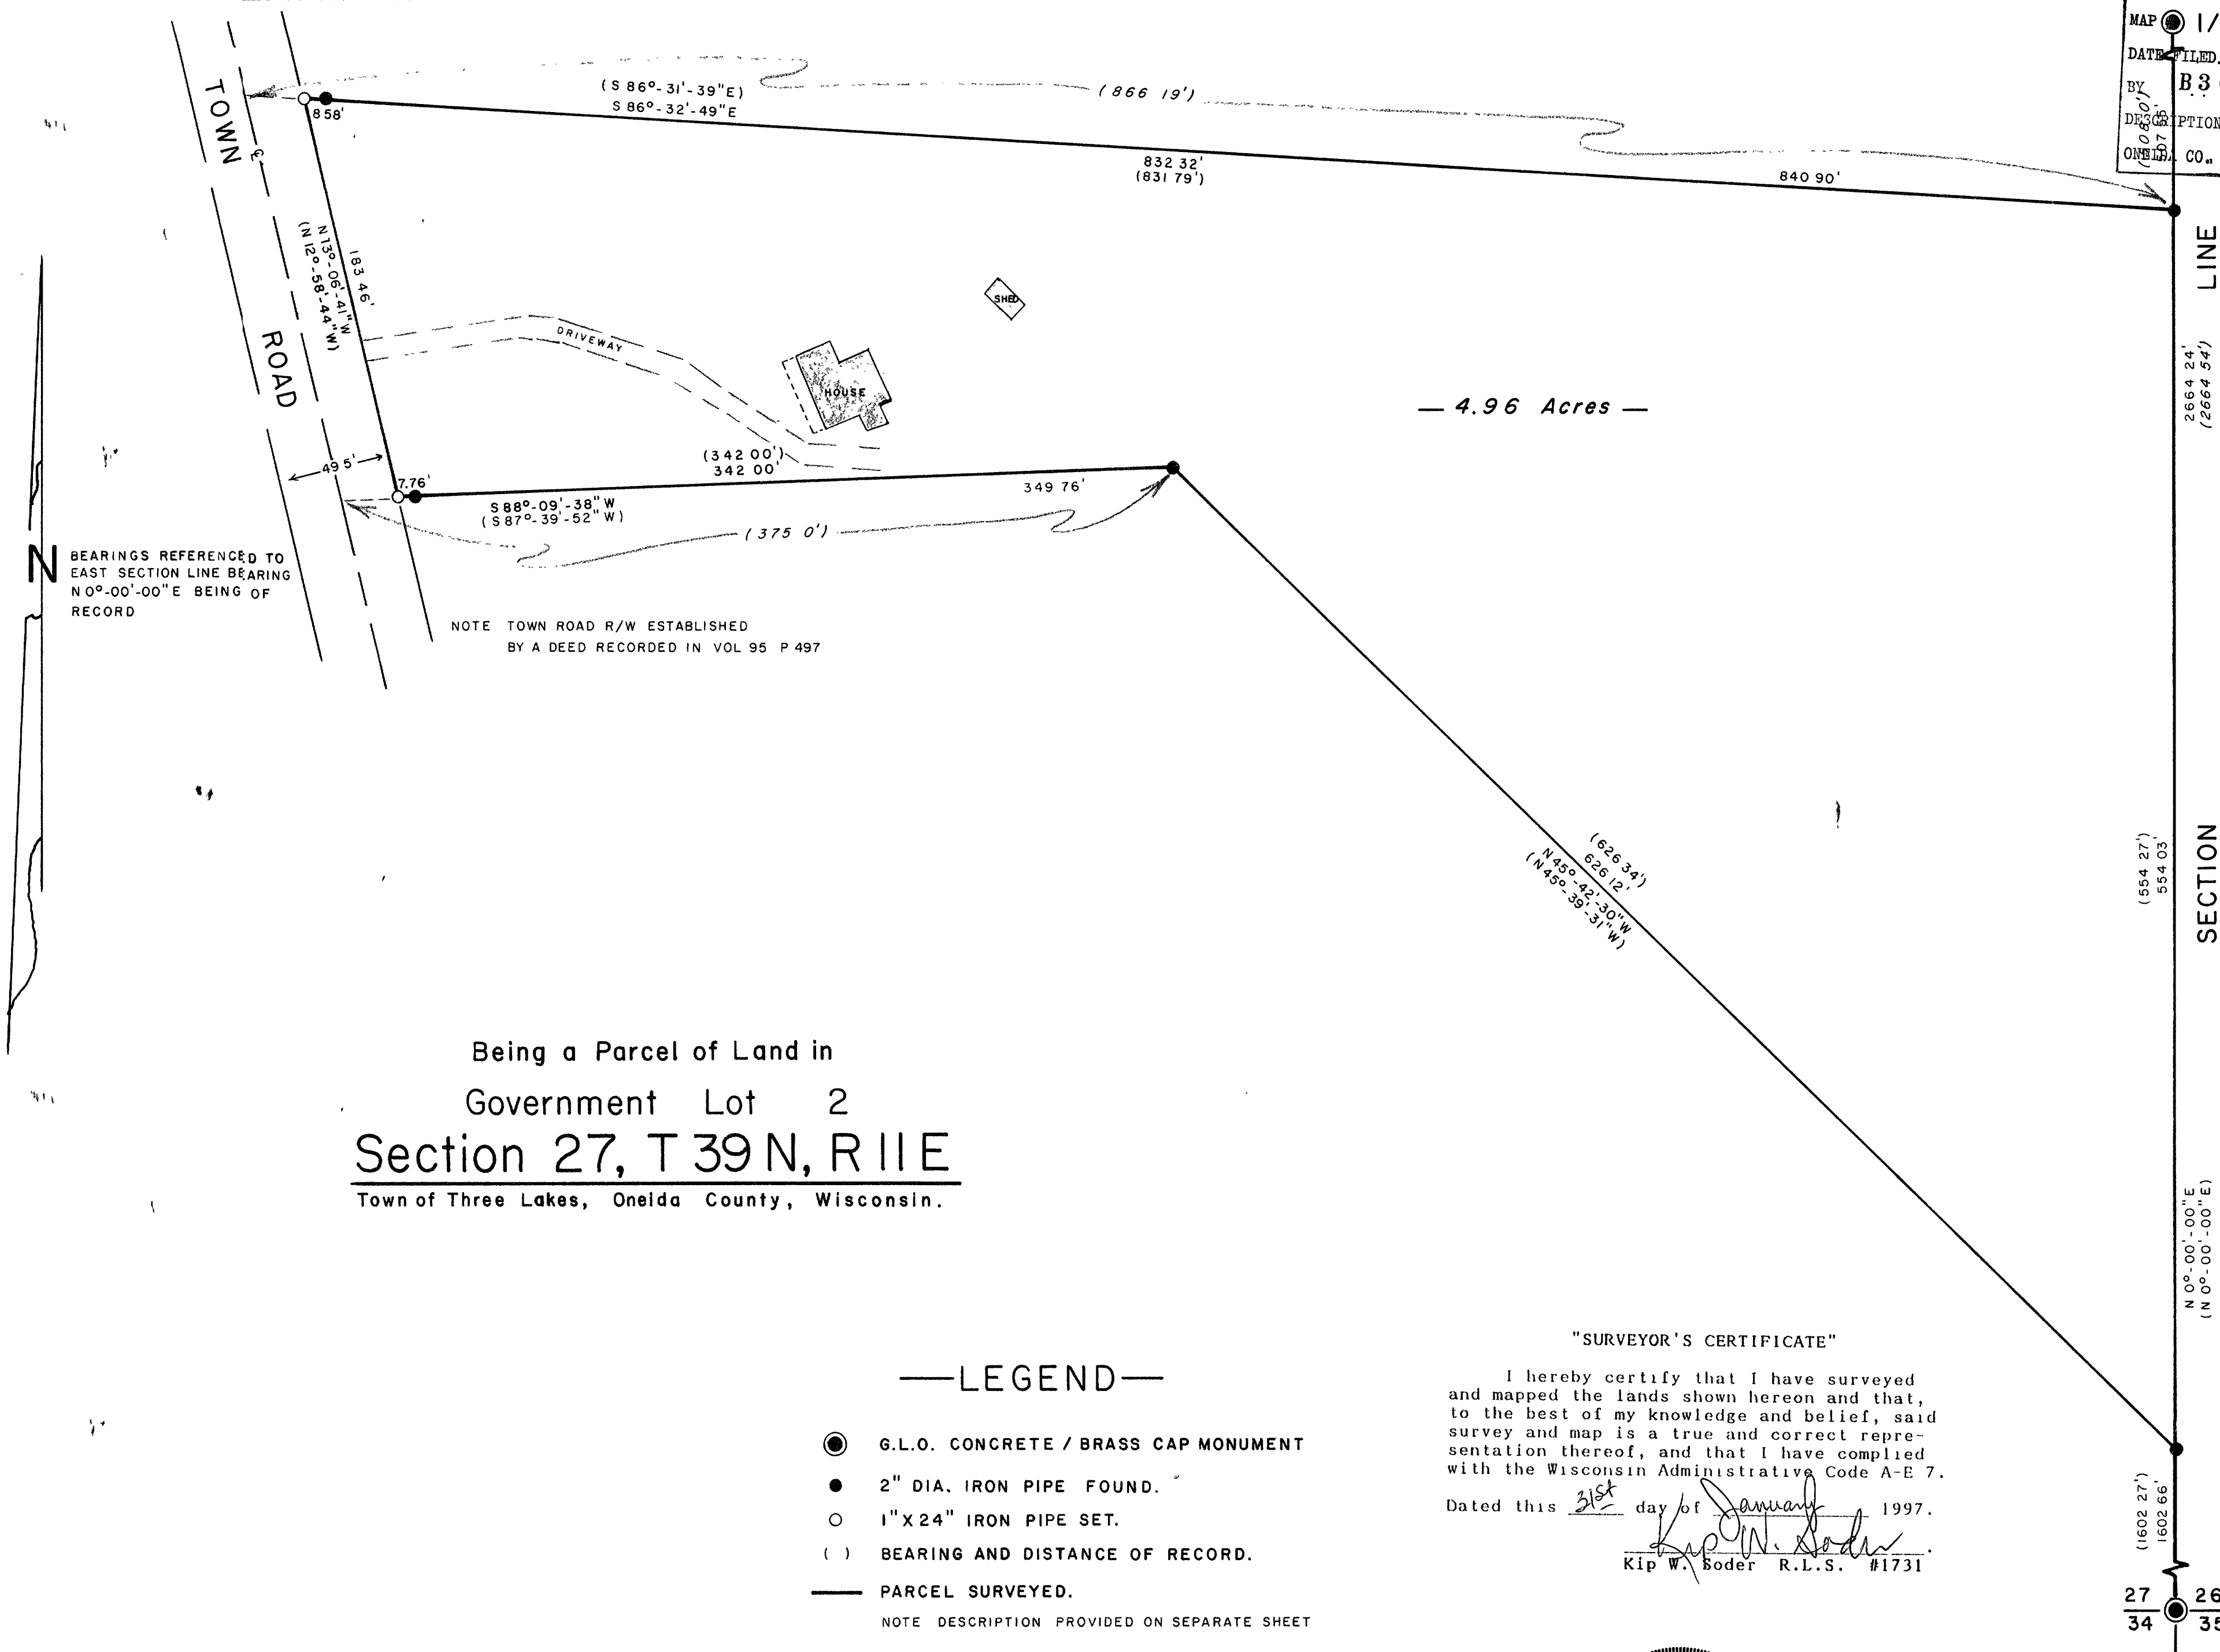 MAP 1/
DATE FILED.
BY B3
DESCRIPTION
ONEIDA CO.
TOWN
ROAD
℄
(S 86°-31'-39"E)
S 86°-32'-49"E
(866 19')
8 58'
832 32'
(831 79')
840 90'
183 46'
N 13°-06'-41"W
(N 12°-58'-44"W)
DRIVEWAY
SHED
HOUSE
— 4.96 Acres —
LINE
2664 24'
(2664 54')
49 5'
7.76'
(342 00')
342 00'
349 76'
S 88°-09'-38" W
(S 87°-39'-52" W)
(375 0')
N
BEARINGS REFERENCED TO
EAST SECTION LINE BEARING
N 0°-00'-00" E BEING OF
RECORD
NOTE TOWN ROAD R/W ESTABLISHED
BY A DEED RECORDED IN VOL 95 P 497
(626 34')
626 12'
N 45°-42'-30"W
(N 45°-39'-31"W)
(554 27')
554 03'
SECTION
Being a Parcel of Land in
Government Lot 2
Section 27, T 39 N, R 11 E
Town of Three Lakes, Oneida County, Wisconsin.
N 0°-00'-00"E
(N 0°-00'-00"E)
—LEGEND—
G.L.O. CONCRETE / BRASS CAP MONUMENT
2" DIA. IRON PIPE FOUND.
1" X 24" IRON PIPE SET.
( ) BEARING AND DISTANCE OF RECORD.
PARCEL SURVEYED.
NOTE DESCRIPTION PROVIDED ON SEPARATE SHEET
"SURVEYOR'S CERTIFICATE"
I hereby certify that I have surveyed
and mapped the lands shown hereon and that,
to the best of my knowledge and belief, said
survey and map is a true and correct repre-
sentation thereof, and that I have complied
with the Wisconsin Administrative Code A-E 7.
Dated this 31st day of January 1997.
Kip W. Soder
Kip W. Soder R.L.S. #1731
(1602 27')
1602 66'
27 26
34 35